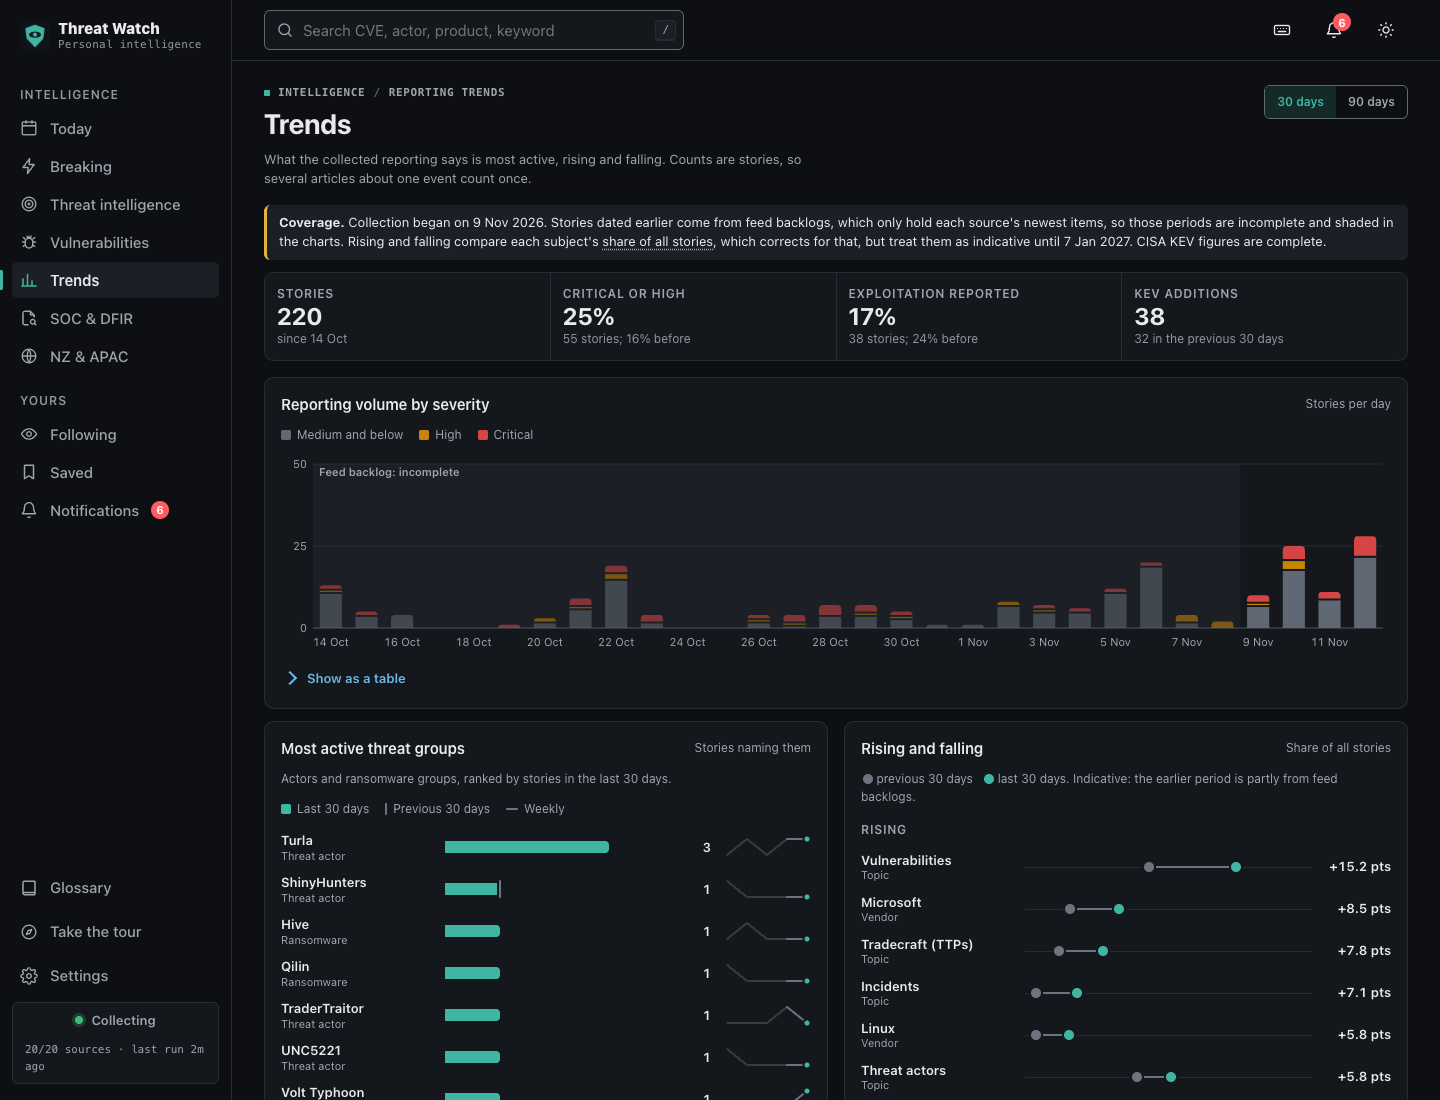 Threat Watch
Personal intelligence
Search CVE, actor, product, keyword
/
6
INTELLIGENCE
Today
Breaking
Threat intelligence
Vulnerabilities
Trends
SOC & DFIR
NZ & APAC
YOURS
Following
Saved
Notifications 6
Glossary
Take the tour
Settings
Collecting
20/20 sources · last run 2m
ago
INTELLIGENCE / REPORTING TRENDS
Trends
30 days 90 days
What the collected reporting says is most active, rising and falling. Counts are stories, so
several articles about one event count once.
Coverage. Collection began on 9 Nov 2026. Stories dated earlier come from feed backlogs, which only hold each source's newest items, so those periods are incomplete and shaded in
the charts. Rising and falling compare each subject's share of all stories, which corrects for that, but treat them as indicative until 7 Jan 2027. CISA KEV figures are complete.
STORIES
220
since 14 Oct
CRITICAL OR HIGH
25%
55 stories; 16% before
EXPLOITATION REPORTED
17%
38 stories; 24% before
KEV ADDITIONS
38
32 in the previous 30 days
Reporting volume by severity
Stories per day
Medium and below High Critical
50
Feed backlog: incomplete
25
0
14 Oct 16 Oct 18 Oct 20 Oct 22 Oct 24 Oct 26 Oct 28 Oct 30 Oct 1 Nov 3 Nov 5 Nov 7 Nov 9 Nov 11 Nov
Show as a table
Most active threat groups
Stories naming them
Actors and ransomware groups, ranked by stories in the last 30 days.
Last 30 days Previous 30 days Weekly
Turla
Threat actor
3
ShinyHunters
Threat actor
1
Hive
Ransomware
1
Qilin
Ransomware
1
TraderTraitor
Threat actor
1
UNC5221
Threat actor
1
Volt Typhoon
1
Rising and falling
Share of all stories
previous 30 days last 30 days. Indicative: the earlier period is partly from feed
backlogs.
RISING
Vulnerabilities
Topic
+15.2 pts
Microsoft
Vendor
+8.5 pts
Tradecraft (TTPs)
Topic
+7.8 pts
Incidents
Topic
+7.1 pts
Linux
Vendor
+5.8 pts
Threat actors
Topic
+5.8 pts